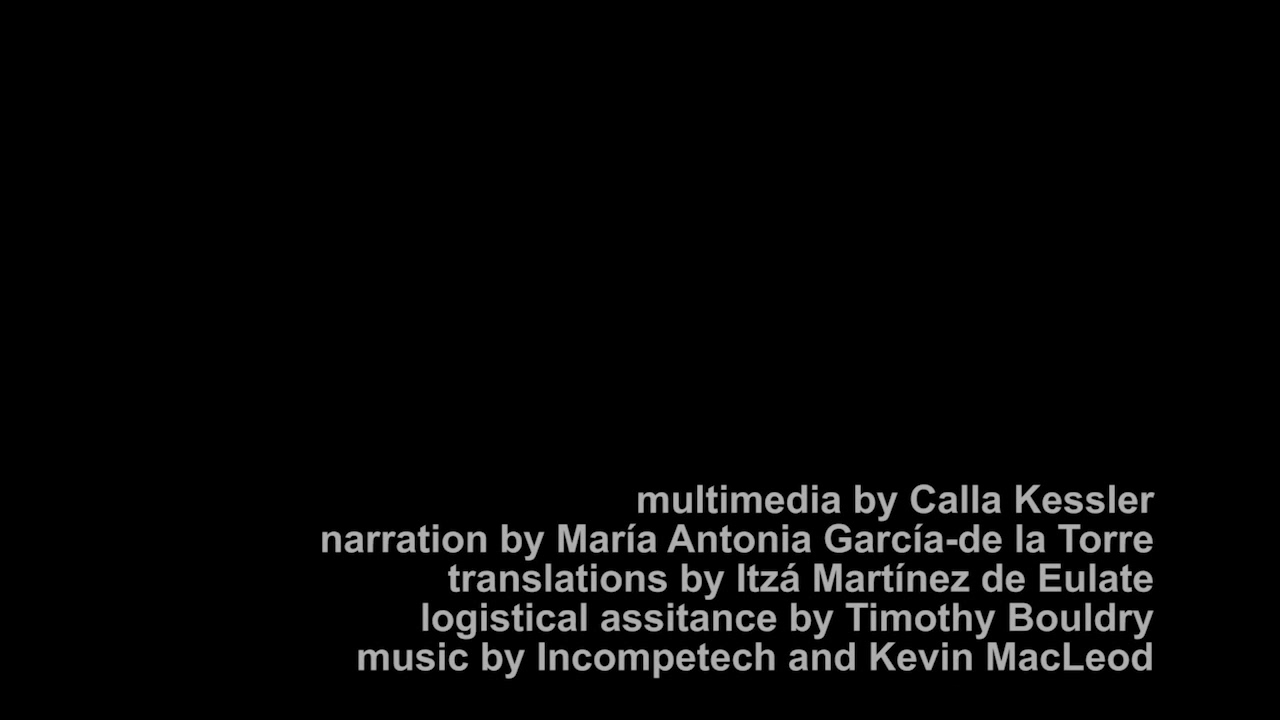 multimedia by Calla Kessler
narration by María Antonia García-de la Torre
translations by Itzá Martínez de Eulate
logistical assitance by Timothy Bouldry
music by Incompetech and Kevin MacLeod